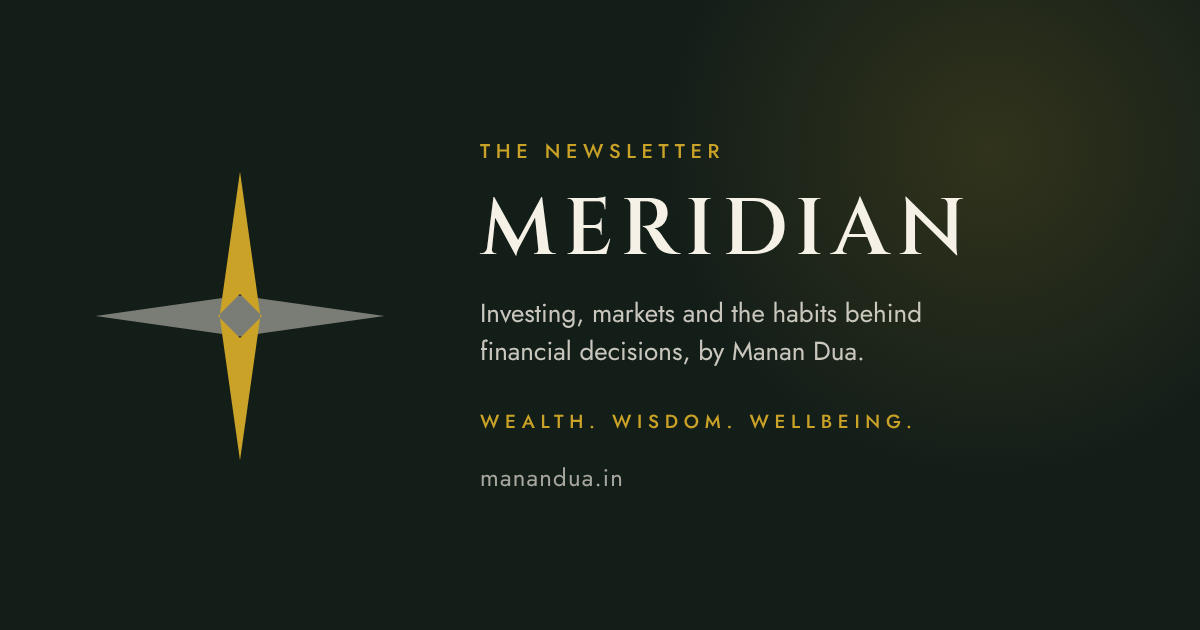 THE NEWSLETTER
MERIDIAN
Investing, markets and the habits behind
financial decisions, by Manan Dua.
WEALTH. WISDOM. WELLBEING.
manandua.in